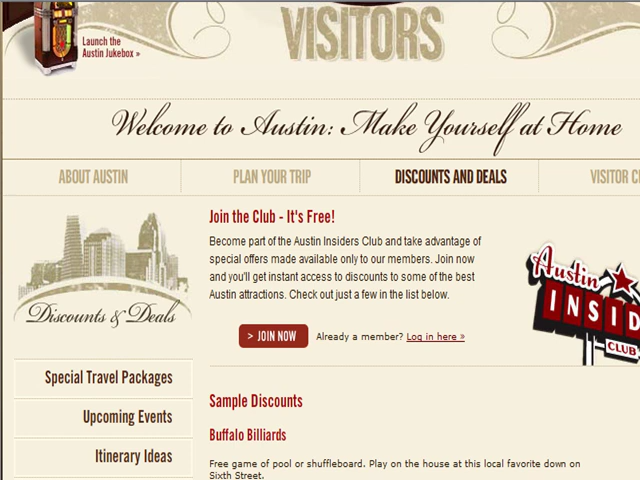 Launch the
Austin Jukebox »
VISITORS
Welcome to Austin: Make Yourself at Home
ABOUT AUSTIN
PLAN YOUR TRIP
DISCOUNTS AND DEALS
VISITOR C
Discounts & Deals
Special Travel Packages
Upcoming Events
Itinerary Ideas
Join the Club - It's Free!
Become part of the Austin Insiders Club and take advantage of
special offers made available only to our members. Join now
and you'll get instant access to discounts to some of the best
Austin attractions. Check out just a few in the list below.
> JOIN NOW
Already a member? Log in here »
Austin
INSID
CLUB
Sample Discounts
Buffalo Billiards
Free game of pool or shuffleboard. Play on the house at this local favorite down on
Sixth Street.